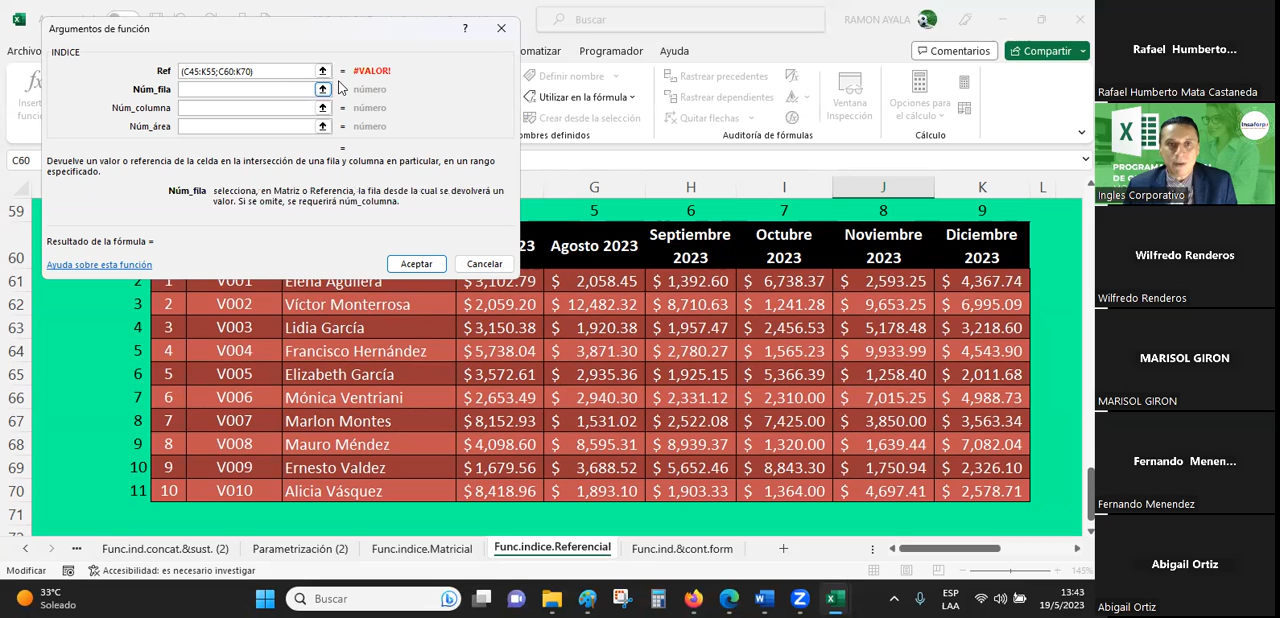 Argumentos de función
?
INDICE
Ref (C45:K55;C60:K70) = #¡VALOR!
Núm_fila = número
Núm_columna = número
Núm_área = número
=
Devuelve un valor o referencia de la celda en la intersección de una fila y columna en particular, en un rango
especificado.
Núm_fila selecciona, en Matriz o Referencia, la fila desde la cual se devolverá un
valor. Si se omite, se requerirá núm_columna.
Resultado de la fórmula =
Ayuda sobre esta función
Aceptar
Cancelar
Buscar
RAMON AYALA
Archivo
omatizar
Programador
Ayuda
Comentarios
Compartir
fx
Insert
funci
Definir nombre
Utilizar en la fórmula
Crear desde la selección
mbres definidos
Rastrear precedentes
Rastrear dependientes
Quitar flechas
Auditoría de fórmulas
Ventana
Inspección
Opciones para
el cálculo
Cálculo
C60
G H I J K L
59 5 6 7 8 9
60 23 Agosto 2023 Septiembre 2023 Octubre 2023 Noviembre 2023 Diciembre 2023
61 2 1 V001 Elena Aguilera $ 3,102.79 $ 2,058.45 $ 1,392.60 $ 6,738.37 $ 2,593.25 $ 4,367.74
62 3 2 V002 Víctor Monterrosa $ 2,059.20 $ 12,482.32 $ 8,710.63 $ 1,241.28 $ 9,653.25 $ 6,995.09
63 4 3 V003 Lidia García $ 3,150.38 $ 1,920.38 $ 1,957.47 $ 2,456.53 $ 5,178.48 $ 3,218.60
64 5 4 V004 Francisco Hernández $ 5,738.04 $ 3,871.30 $ 2,780.27 $ 1,565.23 $ 9,933.99 $ 4,543.90
65 6 5 V005 Elizabeth García $ 3,572.61 $ 2,935.36 $ 1,925.15 $ 5,366.39 $ 1,258.40 $ 2,011.68
66 7 6 V006 Mónica Ventriani $ 2,653.49 $ 2,940.30 $ 2,331.12 $ 2,310.00 $ 7,015.25 $ 4,988.73
67 8 7 V007 Marlon Montes $ 8,152.93 $ 1,531.02 $ 2,522.08 $ 7,425.00 $ 3,850.00 $ 3,563.34
68 9 8 V008 Mauro Méndez $ 4,098.60 $ 8,595.31 $ 8,939.37 $ 1,320.00 $ 1,639.44 $ 7,082.04
69 10 9 V009 Ernesto Valdez $ 1,679.56 $ 3,688.52 $ 5,652.46 $ 8,843.30 $ 1,750.94 $ 2,326.10
70 11 10 V010 Alicia Vásquez $ 8,418.96 $ 1,893.10 $ 1,903.33 $ 1,364.00 $ 4,697.41 $ 2,578.71
71
Func.ind.concat.&sust. (2)
Parametrización (2)
Func.indice.Matricial
Func.indice.Referencial
Func.ind.&cont.form
Modificar
Accesibilidad: es necesario investigar
145%
33°C
Soleado
Buscar
ESP
LAA
13:43
19/5/2023
Rafael Humberto...
Rafael Humberto Mata Castaneda
Insaforp
PROGRAMA
Ingles Corporativo
Wilfredo Renderos
Wilfredo Renderos
MARISOL GIRON
MARISOL GIRON
Fernando Menen...
Fernando Menendez
Abigail Ortiz
Abigail Ortiz